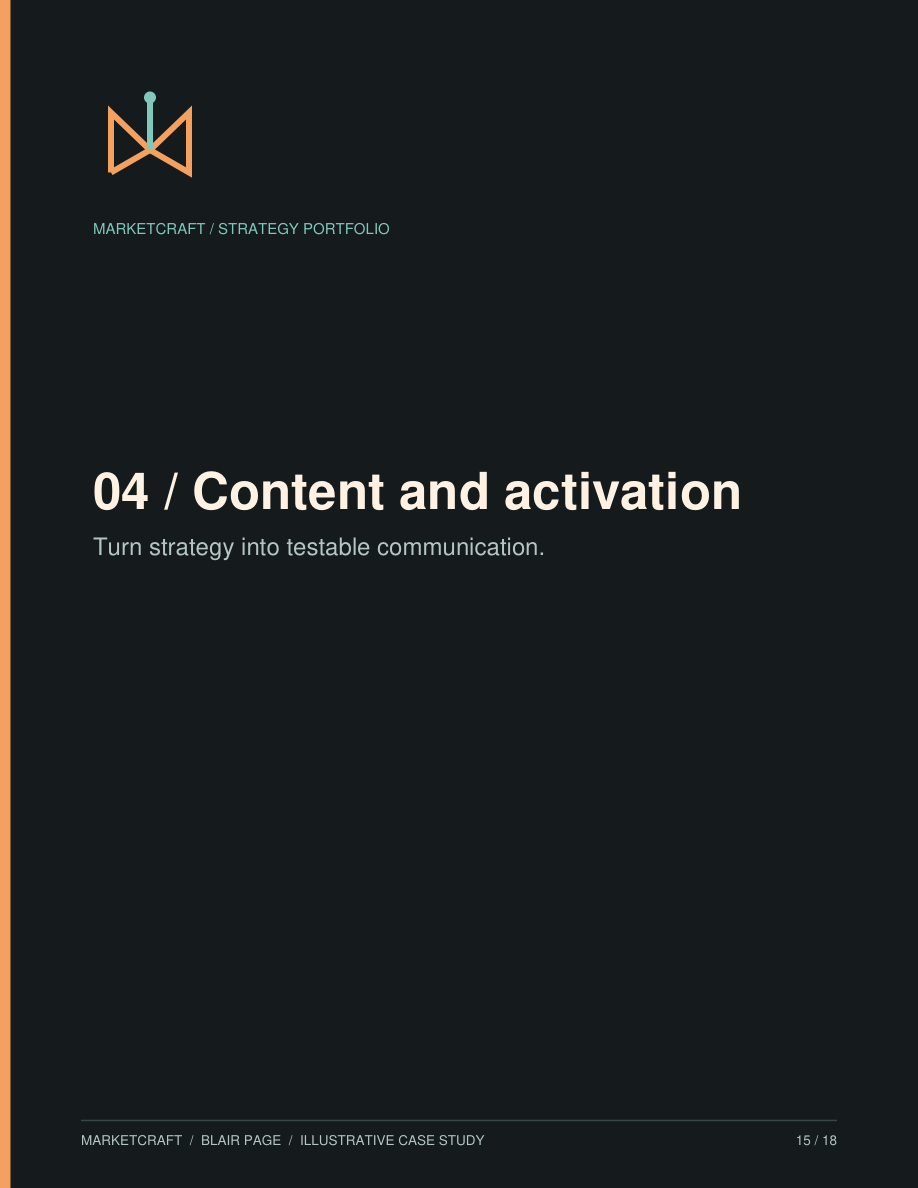 MARKETCRAFT / STRATEGY PORTFOLIO
04 / Content and activation
Turn strategy into testable communication.
MARKETCRAFT / BLAIR PAGE / ILLUSTRATIVE CASE STUDY
15 / 18